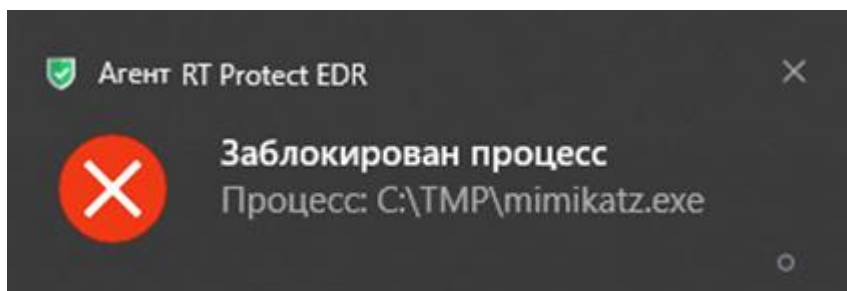 Агент RT Protect EDR
Заблокирован процесс
Процесс: C:\TMP\mimikatz.exe